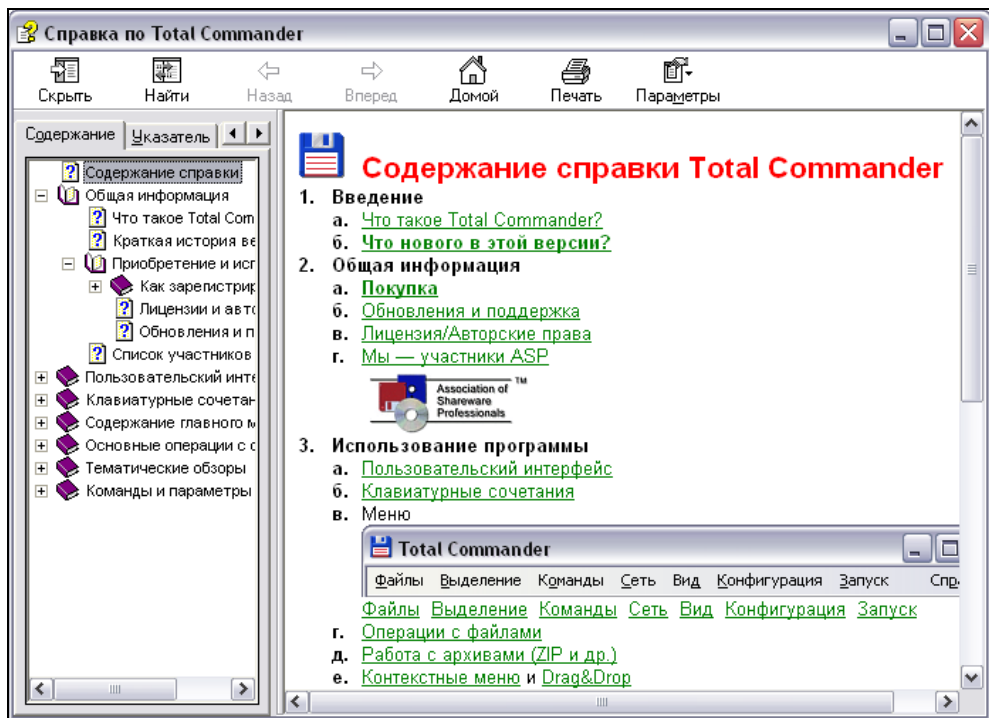 Справка по Total Commander
Скрыть Найти Назад Вперед Домой Печать Параметры
Содержание Указатель
Содержание справки
Общая информация
Что такое Total Com
Краткая история ве
Приобретение и исг
Как зарегистрир
Лицензии и авто
Обновления и п
Список участников
Пользовательский инте
Клавиатурные сочетан
Содержание главного м
Основные операции с с
Тематические обзоры
Команды и параметры
Содержание справки Total Commander
1. Введение
а. Что такое Total Commander?
б. Что нового в этой версии?
2. Общая информация
а. Покупка
б. Обновления и поддержка
в. Лицензия/Авторские права
г. Мы — участники ASP
Association of ™
Shareware
Professionals
3. Использование программы
а. Пользовательский интерфейс
б. Клавиатурные сочетания
в. Меню
Total Commander
Файлы Выделение Команды Сеть Вид Конфигурация Запуск Спр
Файлы Выделение Команды Сеть Вид Конфигурация Запуск
г. Операции с файлами
д. Работа с архивами (ZIP и др.)
е. Контекстные меню и Drag&Drop